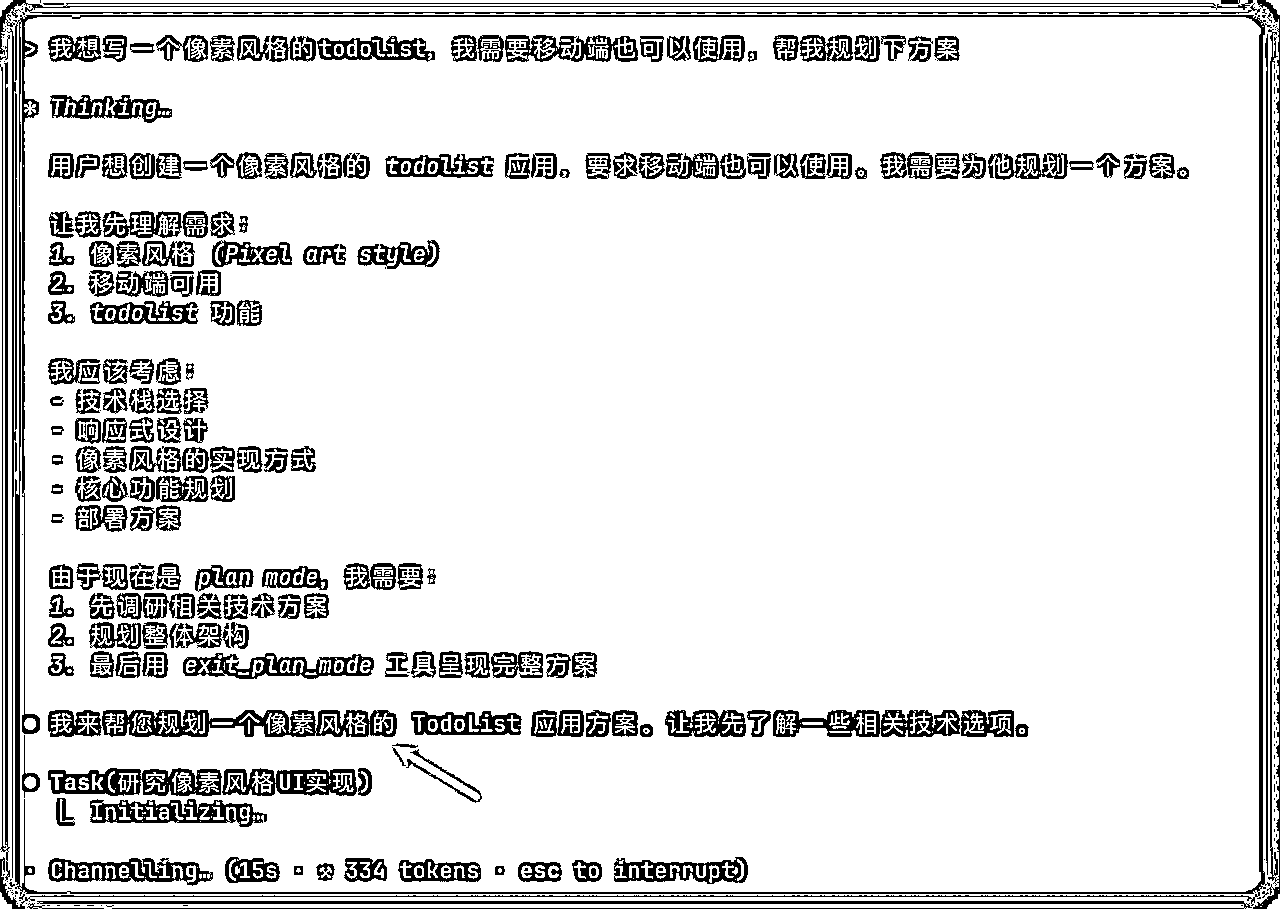 > 我想写一个像素风格的todolist，我需要移动端也可以使用，帮我规划下方案
* Thinking…
用户想创建一个像素风格的 todolist 应用，要求移动端也可以使用。我需要为他规划一个方案。
让我先理解需求：
1. 像素风格 (Pixel art style)
2. 移动端可用
3. todolist 功能
我应该考虑：
- 技术栈选择
- 响应式设计
- 像素风格的实现方式
- 核心功能规划
- 部署方案
由于现在是 plan mode，我需要：
1. 先调研相关技术方案
2. 规划整体架构
3. 最后用 exit_plan_mode 工具呈现完整方案
○ 我来帮您规划一个像素风格的 TodoList 应用方案。让我先了解一些相关技术选项。
○ Task(研究像素风格UI实现)
⎿ Initializing…
· Channelling… (15s · ⚒ 334 tokens · esc to interrupt)